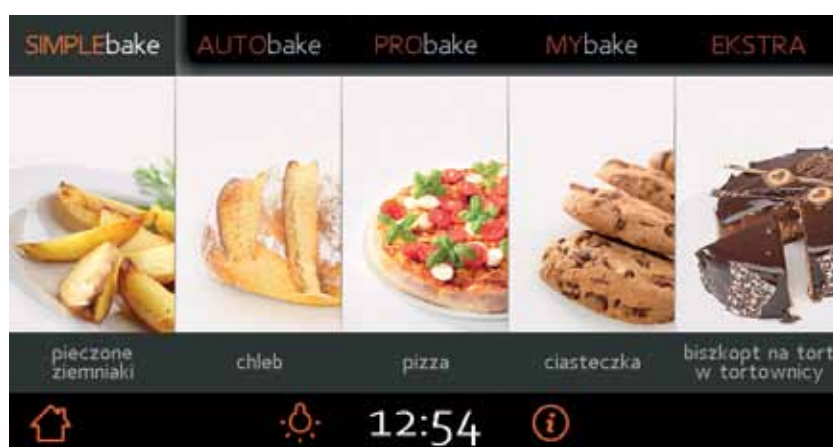 SIMPLEbake AUTObake PRObake MYbake EKSTRA
pieczone
ziemniaki
chleb
pizza
ciasteczka
biszkopt na tort
w tortownicy
12:54
i